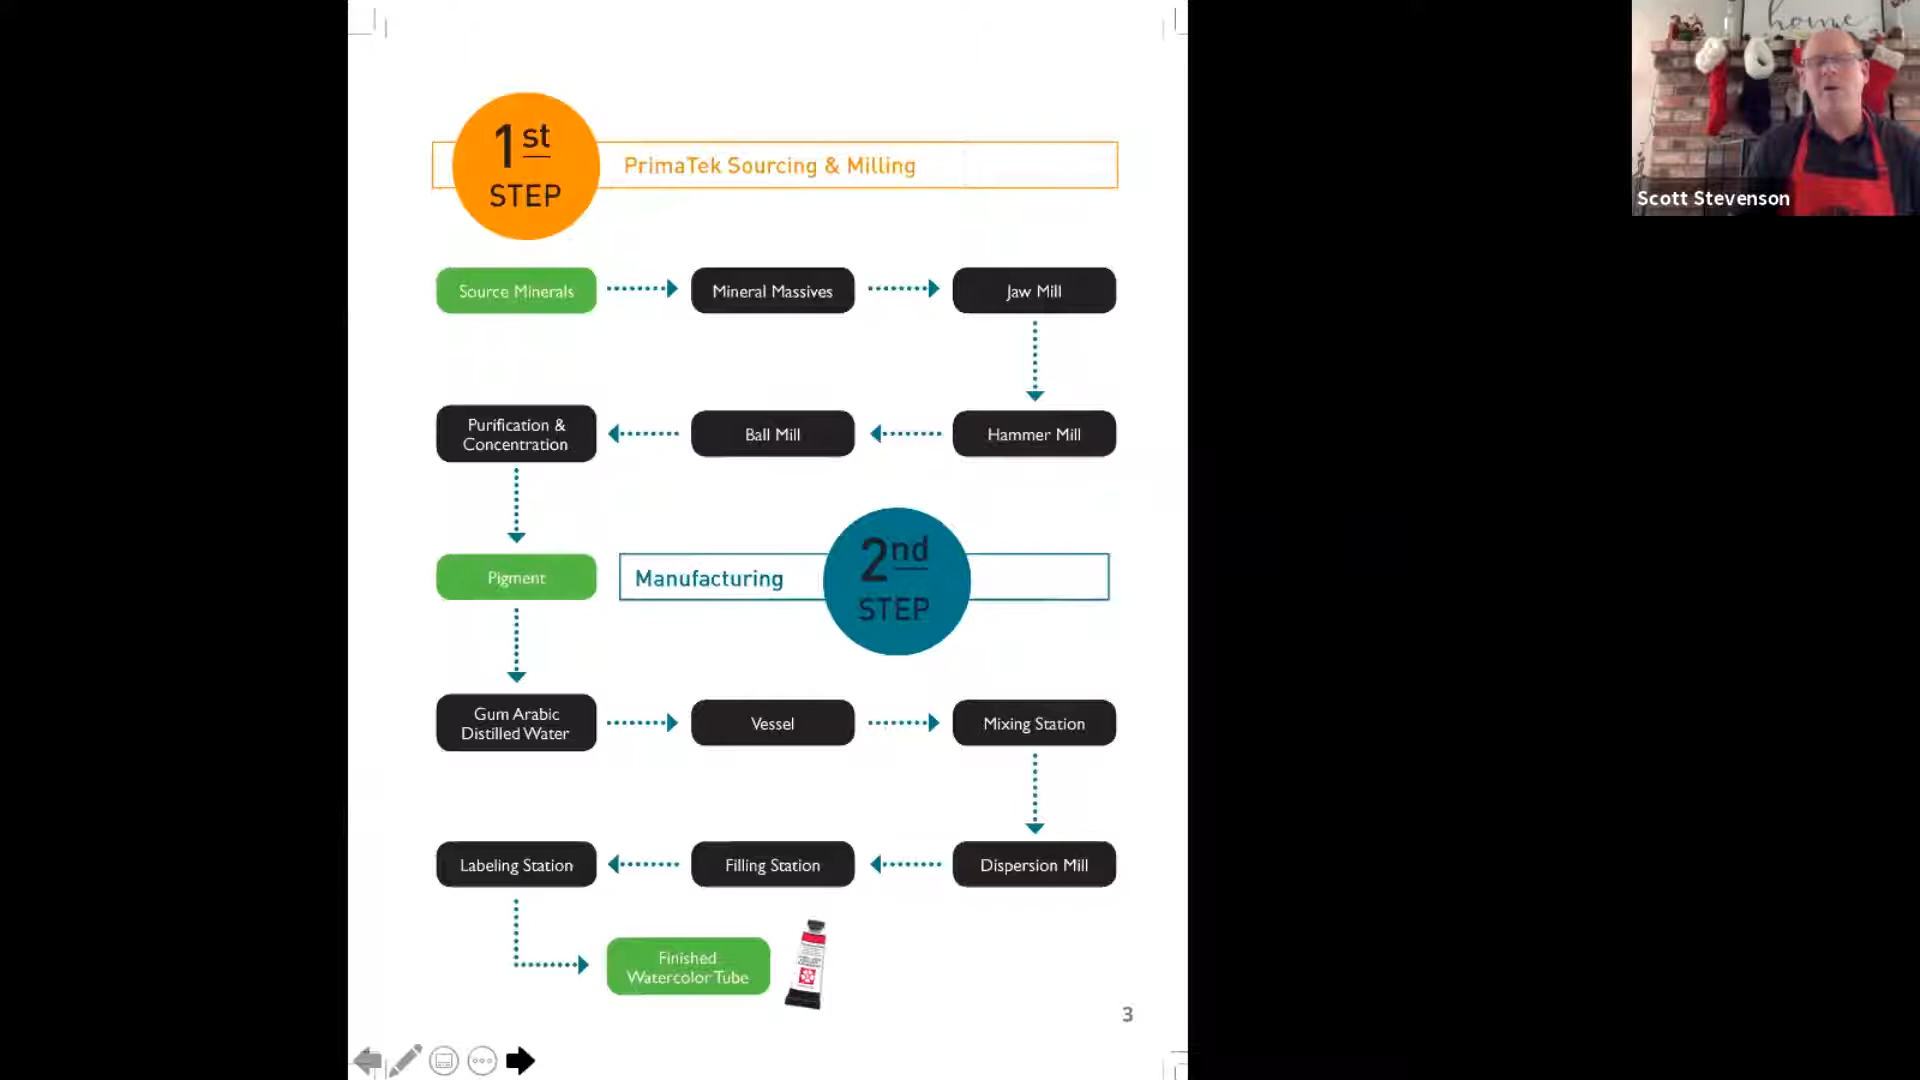 home
1st
STEP
PrimaTek Sourcing & Milling
Scott Stevenson
Source Minerals
Mineral Massives
Jaw Mill
Purification &
Concentration
Ball Mill
Hammer Mill
Pigment
Manufacturing
2nd
STEP
Gum Arabic
Distilled Water
Vessel
Mixing Station
Labeling Station
Filling Station
Dispersion Mill
Finished
Watercolor Tube
3